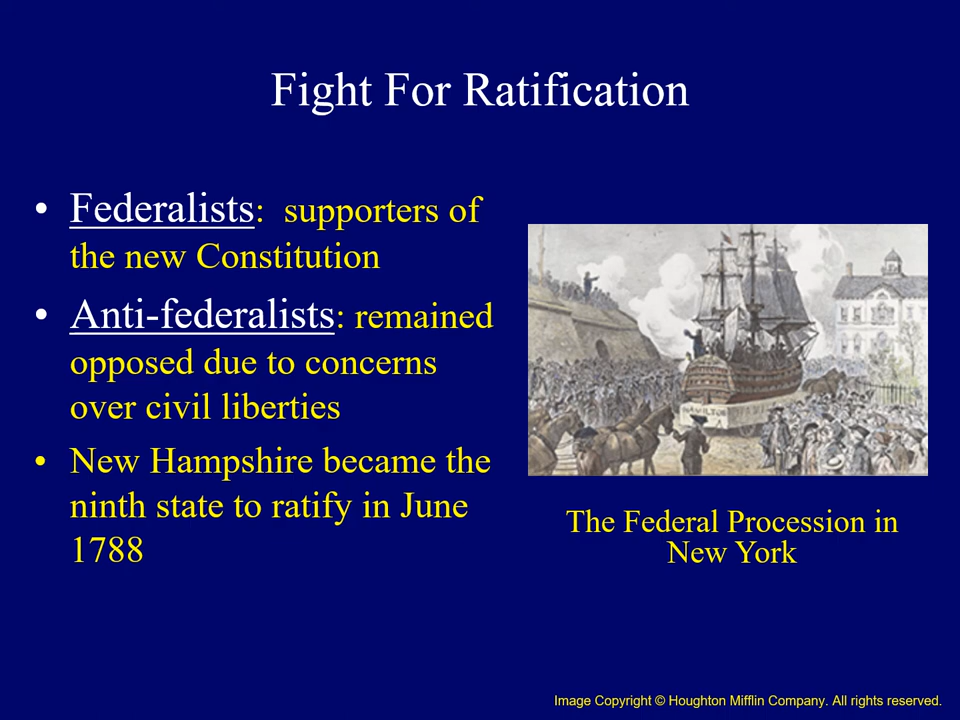 Fight For Ratification
• Federalists:  supporters of
the new Constitution
• Anti-federalists: remained
opposed due to concerns
over civil liberties
• New Hampshire became the
ninth state to ratify in June
1788
HAMILTON
The Federal Procession in
New York
Image Copyright © Houghton Mifflin Company. All rights reserved.